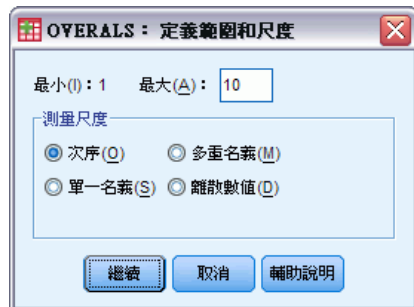 OVERALS：定義範圍和尺度
最小(I)：1 最大(A)： 10
測量尺度
次序(O) 多重名義(M)
單一名義(S) 離散數值(D)
繼續 取消 輔助說明